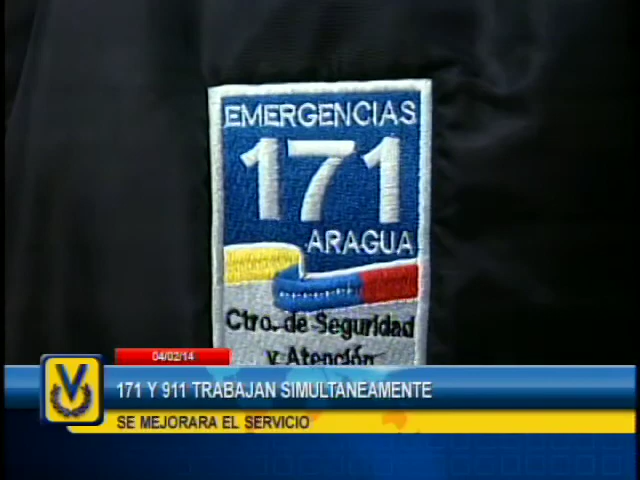 EMERGENCIAS
171
ARAGUA
Ctro. de Seguridad
y Atención
04/02/14
171 Y 911 TRABAJAN SIMULTANEAMENTE
SE MEJORARA EL SERVICIO